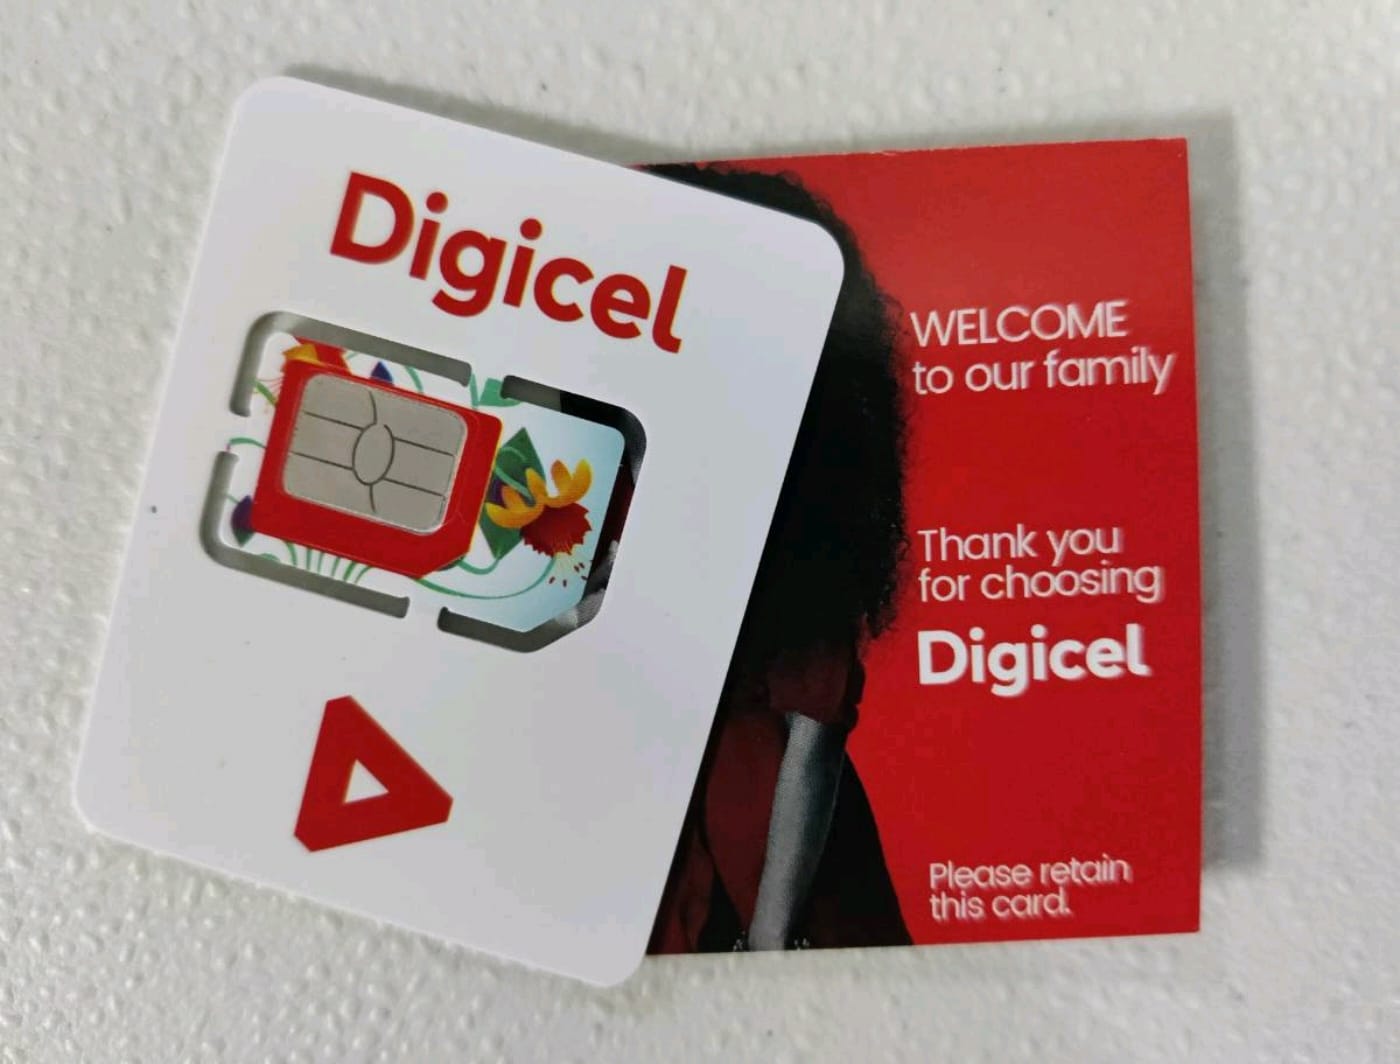 Digicel
WELCOME
to our family
Thank you
for choosing
Digicel
Please retain
this card.